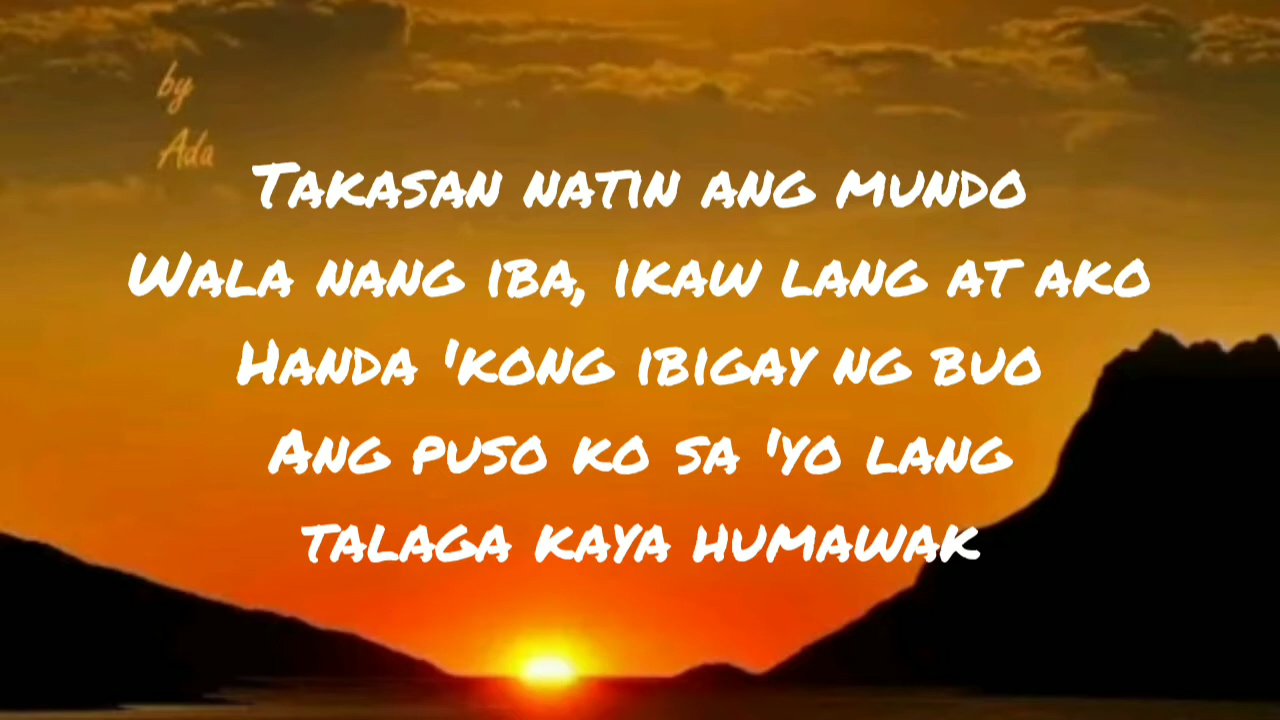 by
Ada
Takasan natin ang mundo
Wala nang iba, ikaw lang at ako
Handa 'kong ibigay ng buo
Ang puso ko sa 'yo lang
talaga kaya humawak